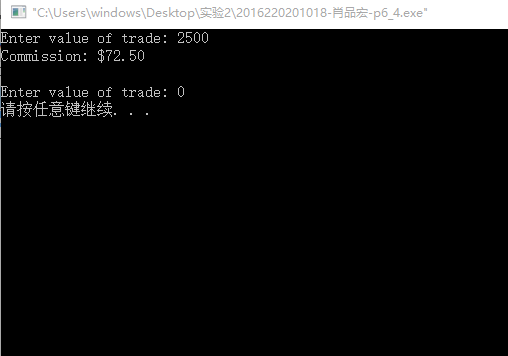 "C:\Users\windows\Desktop\实验2\2016220201018-肖品宏-p6_4.exe"
Enter value of trade: 2500
Commission: $72.50
Enter value of trade: 0
请按任意键继续. . .